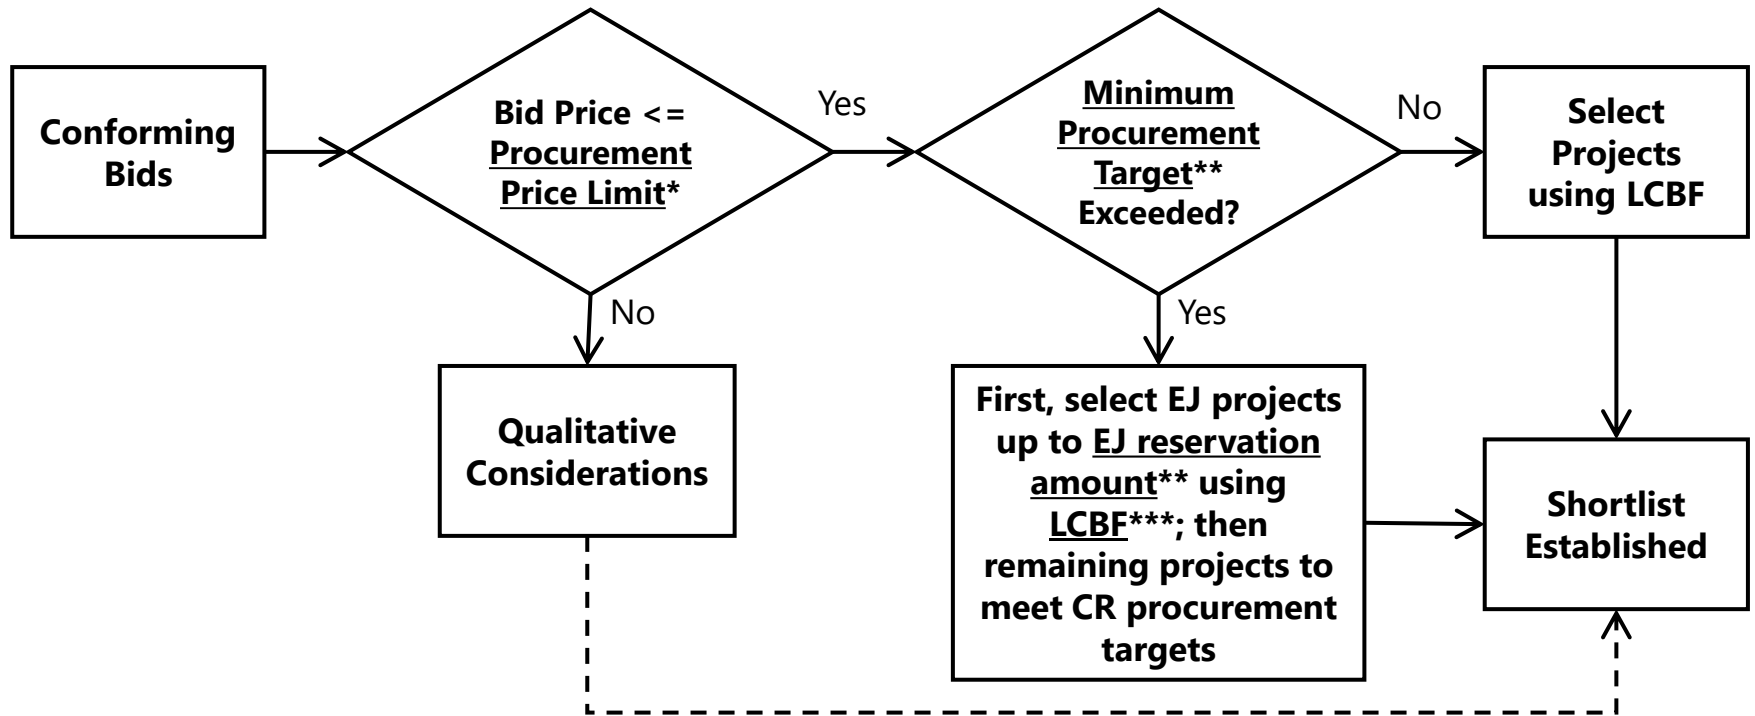 Conforming
Bids
Bid Price <=
Procurement
Price Limit*
Yes
No
Minimum
Procurement
Target**
Exceeded?
No
Yes
Select
Projects
using LCBF
Qualitative
Considerations
First, select EJ projects
up to EJ reservation
amount** using
LCBF***; then
remaining projects to
meet CR procurement
targets
Shortlist
Established